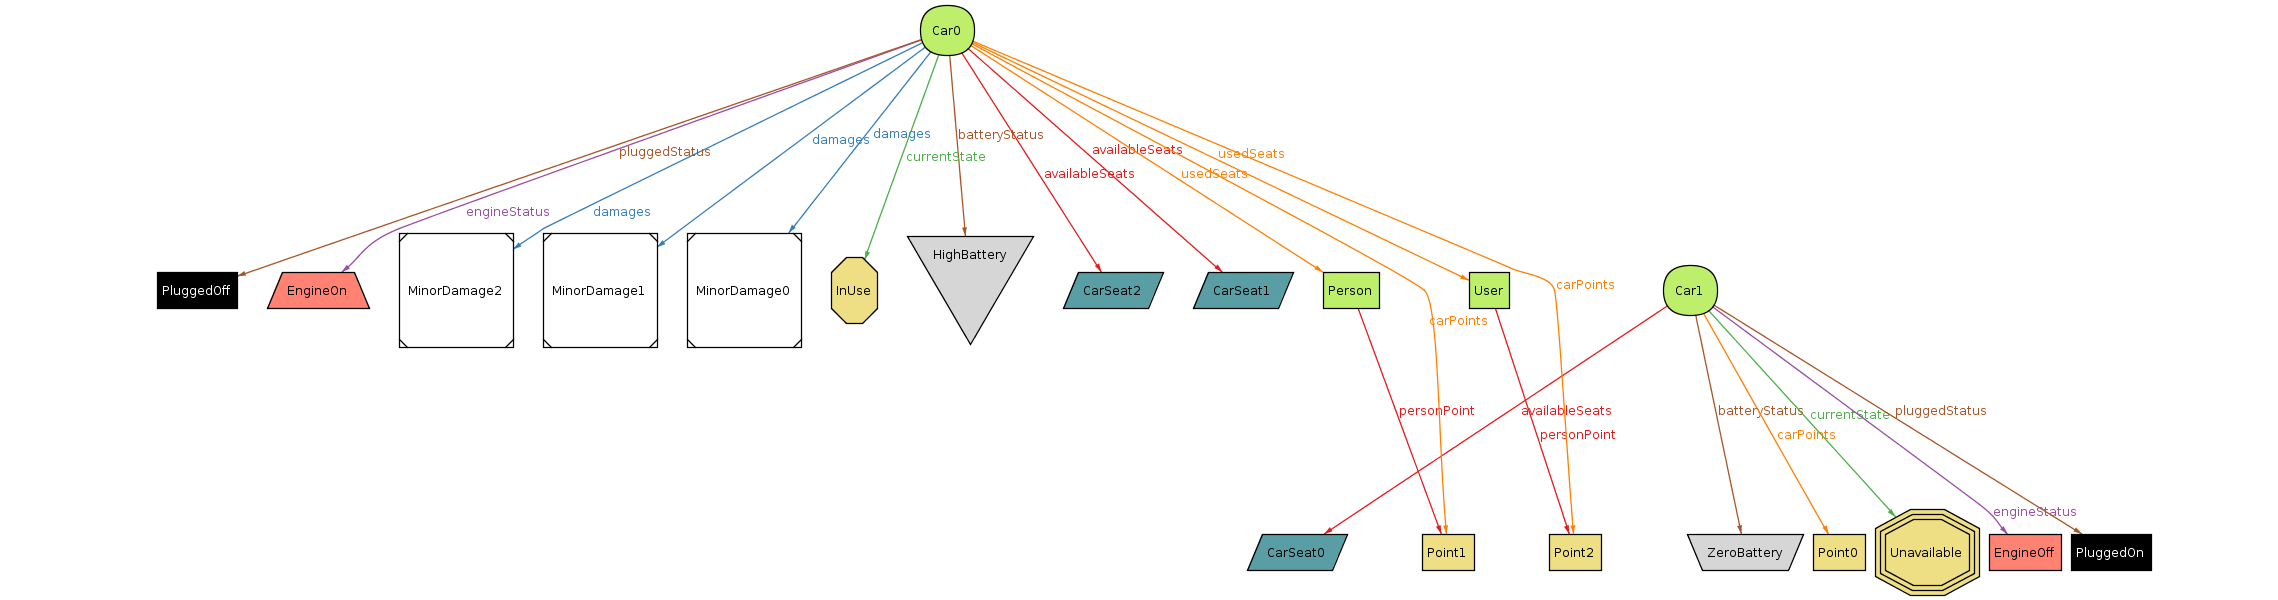 Car0
damages
damages
batteryStatus
availableSeats
pluggedStatus
usedSeats
currentState
availableSeats
usedSeats
engineStatus
damages
HighBattery
carPoints
PluggedOff
EngineOn
MinorDamage2
MinorDamage1
MinorDamage0
InUse
CarSeat2
CarSeat1
Person
User
Car1
carPoints
personPoint
availableSeats
batteryStatus
currentState
pluggedStatus
personPoint
carPoints
engineStatus
CarSeat0
Point1
Point2
ZeroBattery
Point0
Unavailable
EngineOff
PluggedOn